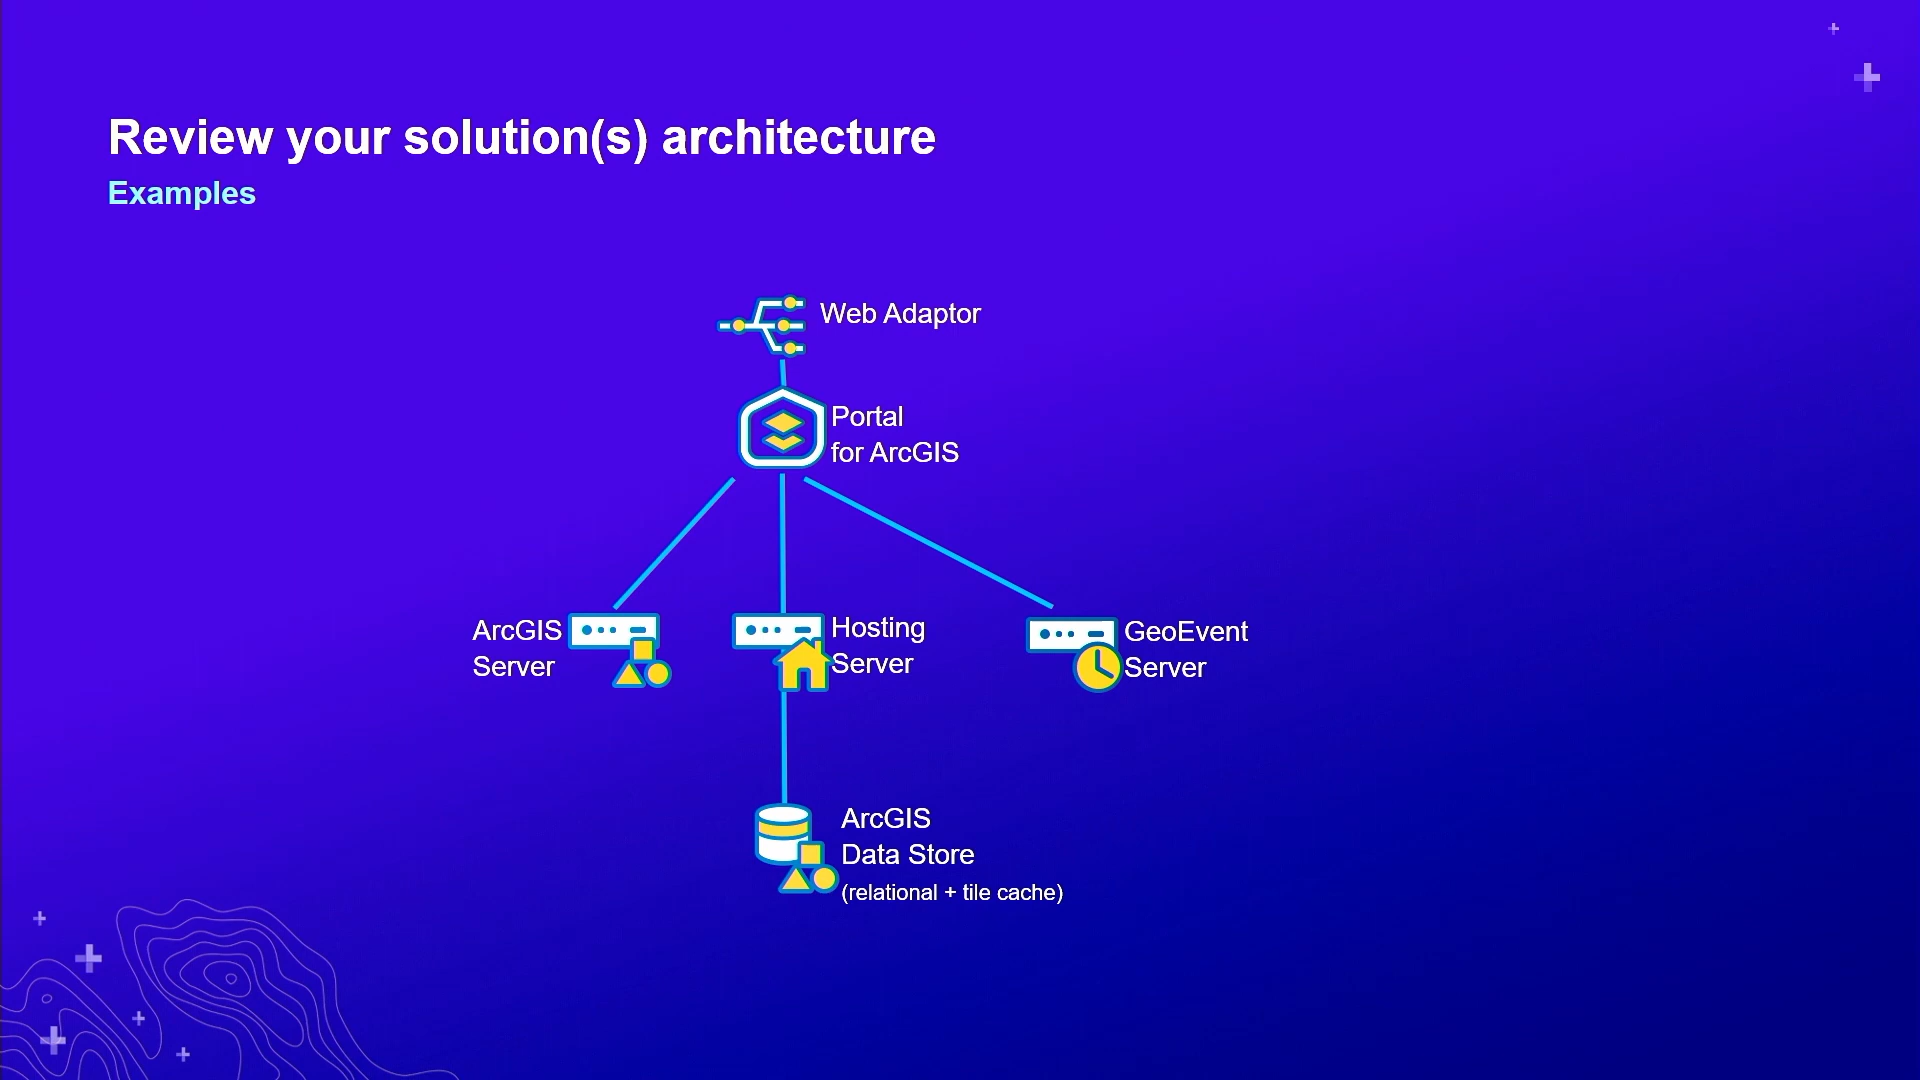 Review your solution(s) architecture
Examples
Web Adaptor
Portal
for ArcGIS
ArcGIS
Server
Hosting
Server
GeoEvent
Server
ArcGIS
Data Store
(relational + tile cache)